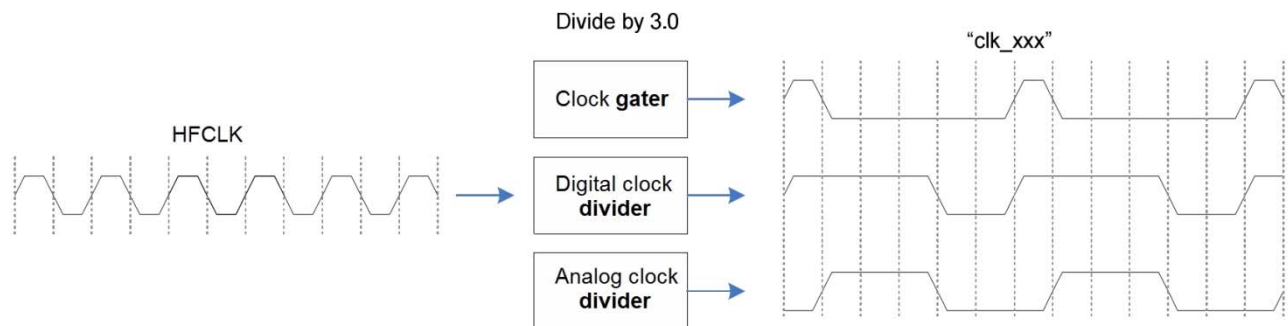 Divide by 3.0
“clk_xxx”
Clock gater
HFCLK
Digital clock
divider
Analog clock
divider